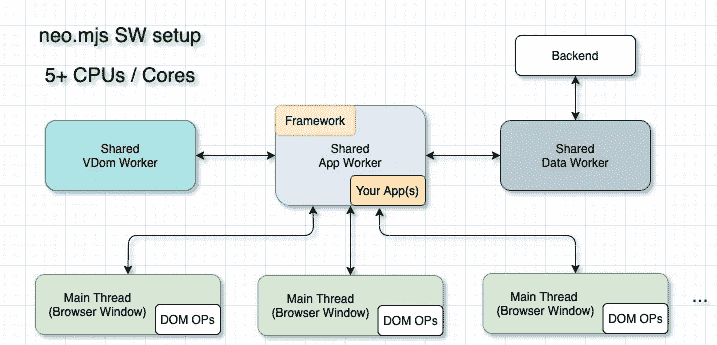 neo.mjs SW setup
5+ CPUs / Cores
Backend
Framework
Shared
VDom Worker
Shared
App Worker
Your App(s)
Shared
Data Worker
Main Thread
(Browser Window)
DOM OPs
Main Thread
(Browser Window)
DOM OPs
Main Thread
(Browser Window)
DOM OPs
...